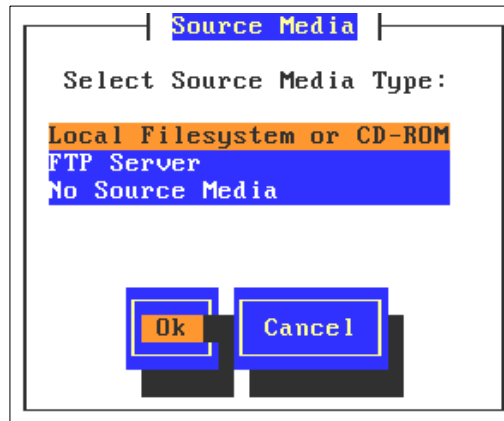 Source Media
Select Source Media Type:
Local Filesystem or CD-ROM
FTP Server
No Source Media
Ok
Cancel